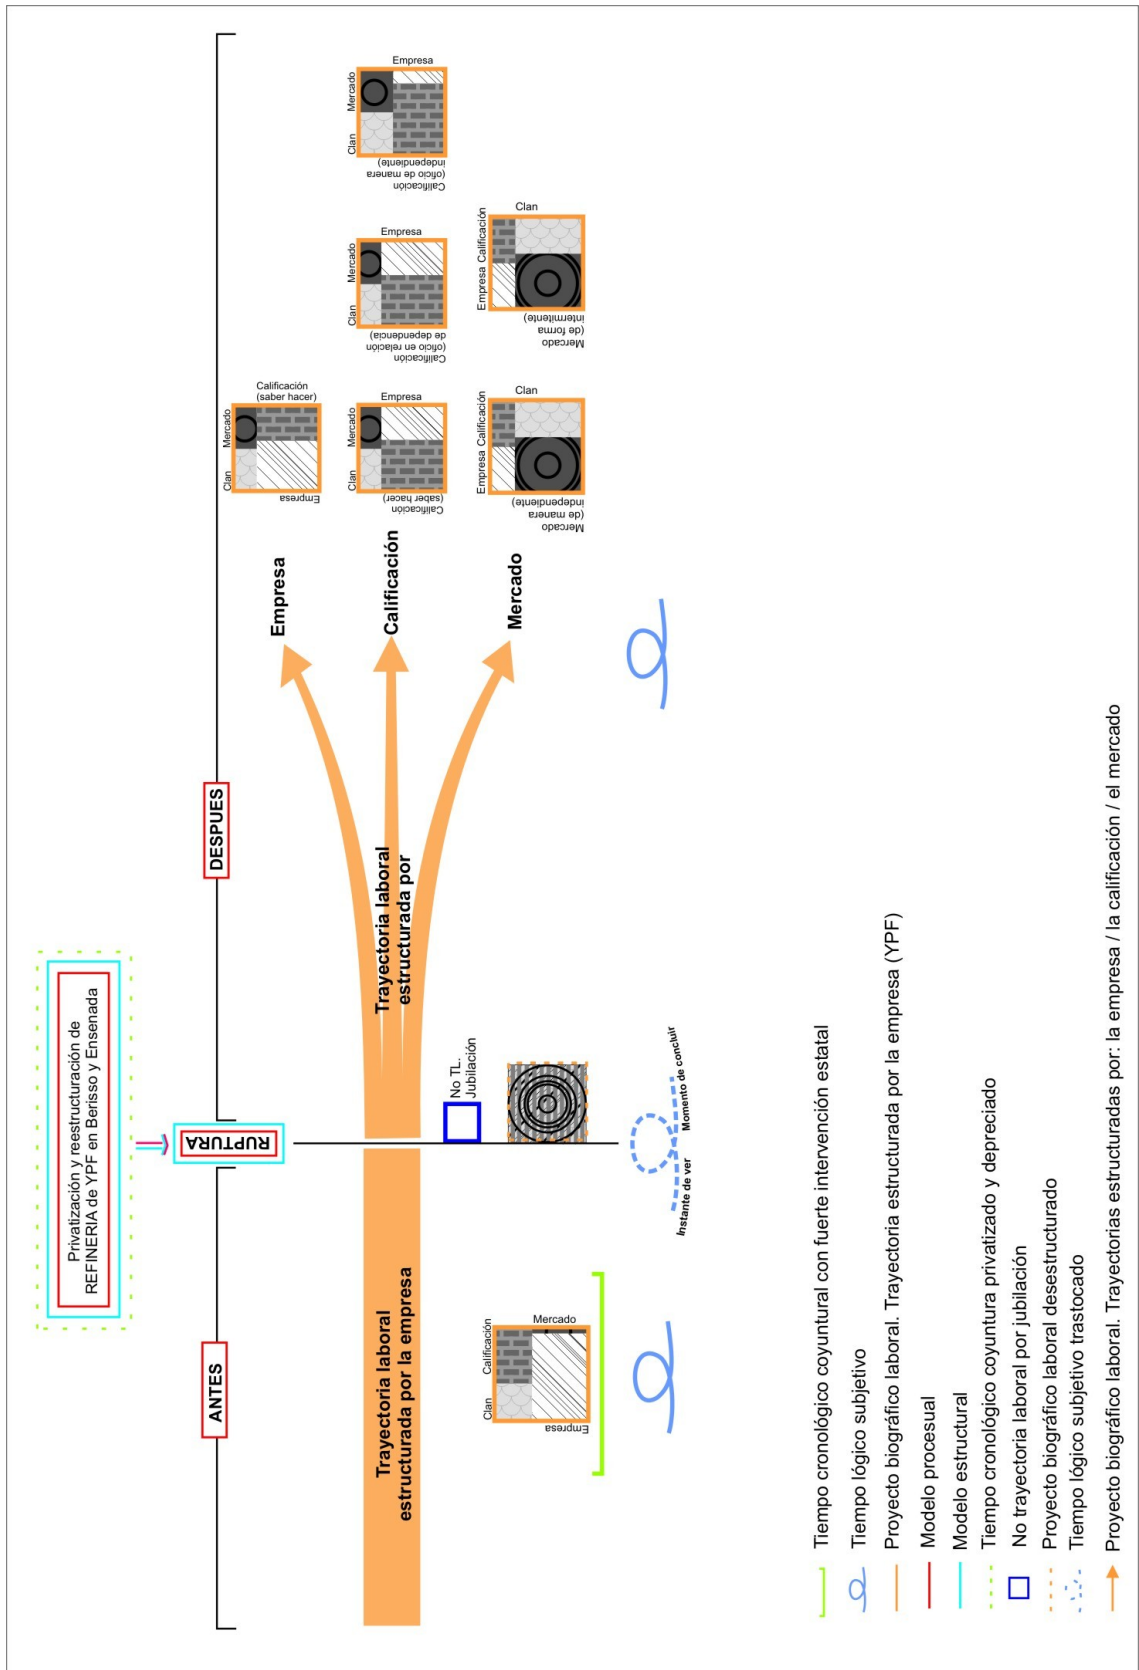 Privatización y reestructuración de
REFINERIA de YPF en Berisso y Ensenada
ANTES
RUPTURA
DESPUES
Trayectoria laboral
estructurada por la empresa
Trayectoria laboral
estructurada por
Empresa
Calificación
Mercado
Clan
Calificación
Empresa
Mercado
No TL.
Jubilación
Instante de ver
Momento de concluir
Clan
Mercado
Empresa
Calificación
(saber hacer)
Clan
Mercado
Calificación
(saber hacer)
Empresa
Clan
Mercado
Calificación
(oficio en relación
de dependencia)
Empresa
Clan
Mercado
Calificación
(oficio de manera
independiente)
Empresa
Empresa
Calificación
Mercado
(de manera
independiente)
Clan
Empresa
Calificación
Mercado
(de forma
intermitente)
Clan
Tiempo cronológico coyuntural con fuerte intervención estatal
Tiempo lógico subjetivo
Proyecto biográfico laboral. Trayectoria estructurada por la empresa (YPF)
Modelo procesual
Modelo estructural
Tiempo cronológico coyuntura privatizado y depreciado
No trayectoria laboral por jubilación
Proyecto biográfico laboral desestructurado
Tiempo lógico subjetivo trastocado
Proyecto biográfico laboral. Trayectorias estructuradas por: la empresa / la calificación / el mercado